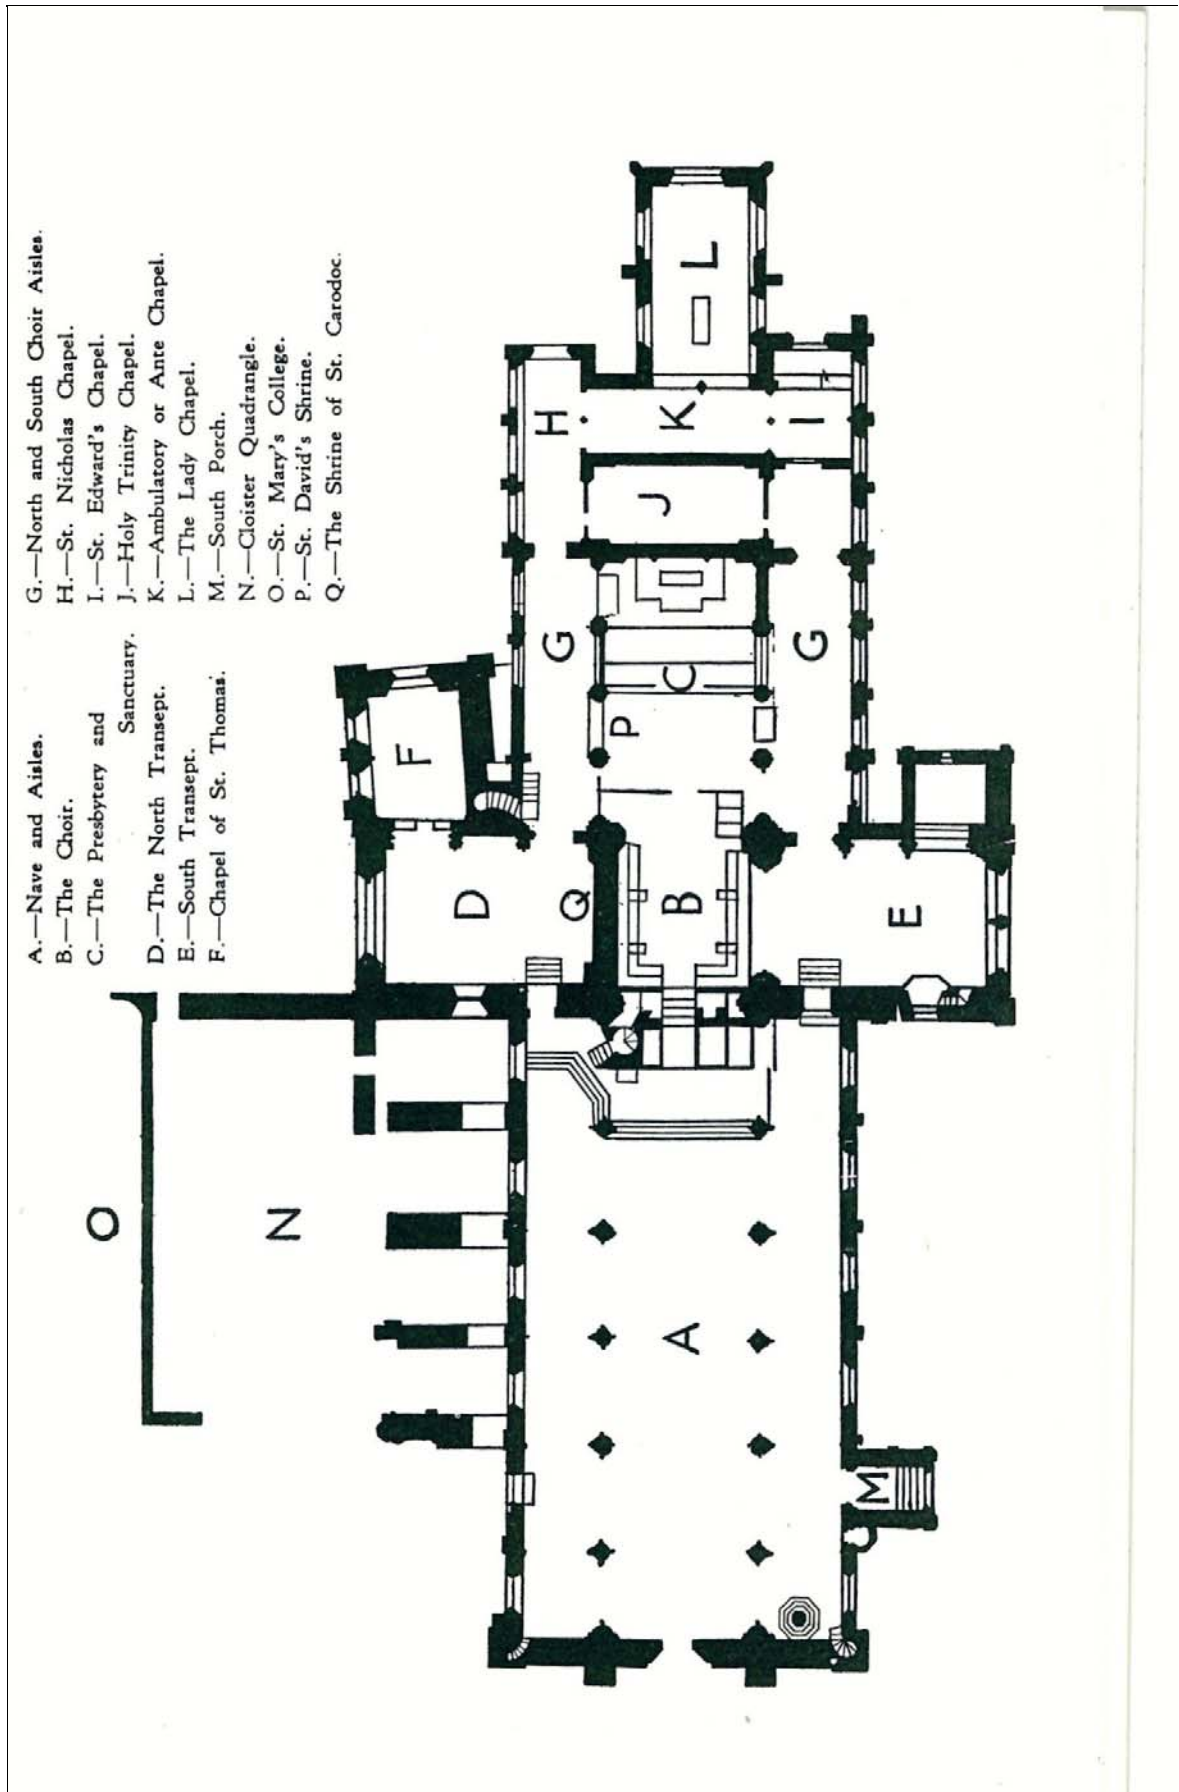 A.—Nave and Aisles.
B.—The Choir.
C.—The Presbytery and
Sanctuary.
D.—The North Transept.
E.—South Transept.
F.—Chapel of St. Thomas.
G.—North and South Choir Aisles.
H.—St. Nicholas Chapel.
I.—St. Edward's Chapel.
J.—Holy Trinity Chapel.
K.—Ambulatory or Ante Chapel.
L.—The Lady Chapel.
M.—South Porch.
N.—Cloister Quadrangle.
O.—St. Mary's College.
P.—St. David's Shrine.
Q.—The Shrine of St. Carodoc.
O
N
F
D
Q
G
H
P
B
C
J
K
L
A
G
I
E
M